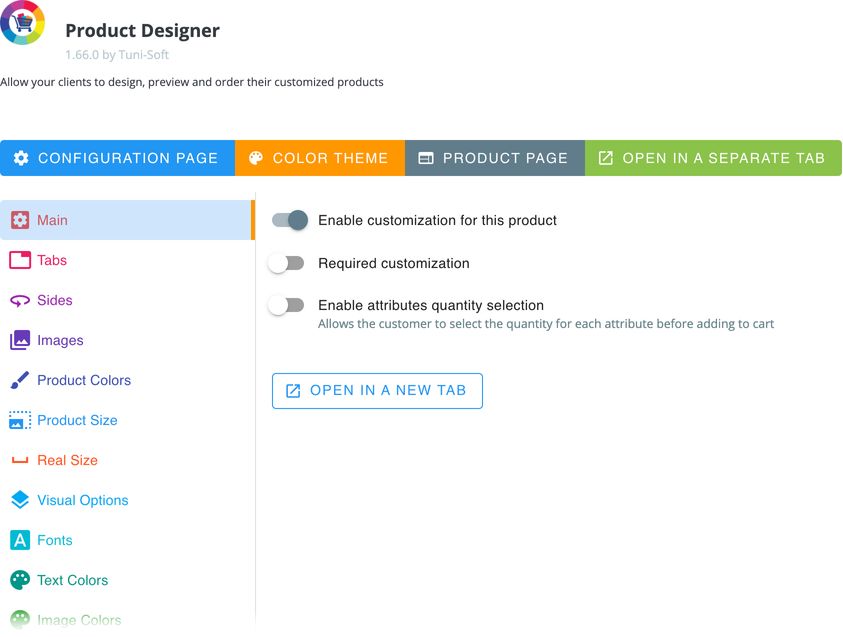 Product Designer
1.66.0 by Tuni-Soft
Allow your clients to design, preview and order their customized products
CONFIGURATION PAGE
COLOR THEME
PRODUCT PAGE
OPEN IN A SEPARATE TAB
Main
Tabs
Sides
Images
Product Colors
Product Size
Real Size
Visual Options
A Fonts
Text Colors
Image Colors
Enable customization for this product
Required customization
Enable attributes quantity selection
Allows the customer to select the quantity for each attribute before adding to cart
OPEN IN A NEW TAB